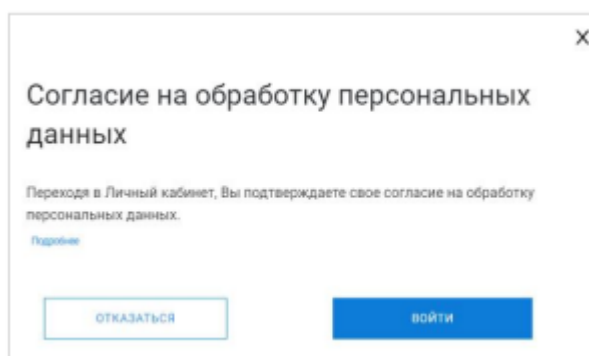 Согласие на обработку персональных
данных
Переходя в Личный кабинет, Вы подтверждаете свое согласие на обработку
персональных данных.
Подробнее
ОТКАЗАТЬСЯ
ВОЙТИ